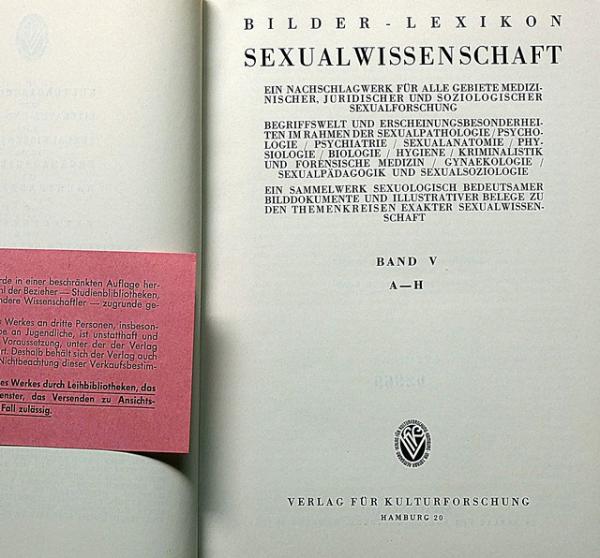 rde in einer beschränkten Auflage her-
hl der Bezieher — Studienbibliotheken,
ndere Wissenschaftler — zugrunde ge-
s Werkes an dritte Personen, insbeson-
be an Jugendliche, ist unstatthaft und
Voraussetzung, unter der der Verlag
rt. Deshalb behält sich der Verlag auch
Nichtbeachtung dieser Verkaufsbestim-
es Werkes durch Leihbibliotheken, das
enster, das Versenden zu Ansichts-
Fall zulässig.
BILDER-LEXIKON
SEXUALWISSENSCHAFT
EIN NACHSCHLAGWERK FÜR ALLE GEBIETE MEDIZI-
NISCHER, JURIDISCHER UND SOZIOLOGISCHER
SEXUALFORSCHUNG
BEGRIFFSWELT UND ERSCHEINUNGSBESONDERHEI-
TEN IM RAHMEN DER SEXUALPATHOLOGIE / PSYCHO-
LOGIE / PSYCHIATRIE / SEXUALANATOMIE / PHY-
SIOLOGIE / BIOLOGIE / HYGIENE / KRIMINALISTIK
UND FORENSISCHE MEDIZIN / GYNAEKOLOGIE /
SEXUALPÄDAGOGIK UND SEXUALSOZIOLOGIE
EIN SAMMELWERK SEXUOLOGISCH BEDEUTSAMER
BILDDOKUMENTE UND ILLUSTRATIVER BELEGE ZU
DEN THEMENKREISEN EXAKTER SEXUALWISSEN-
SCHAFT
BAND V
A—H
VERLAG FÜR KULTURFORSCHUNG
HAMBURG 20